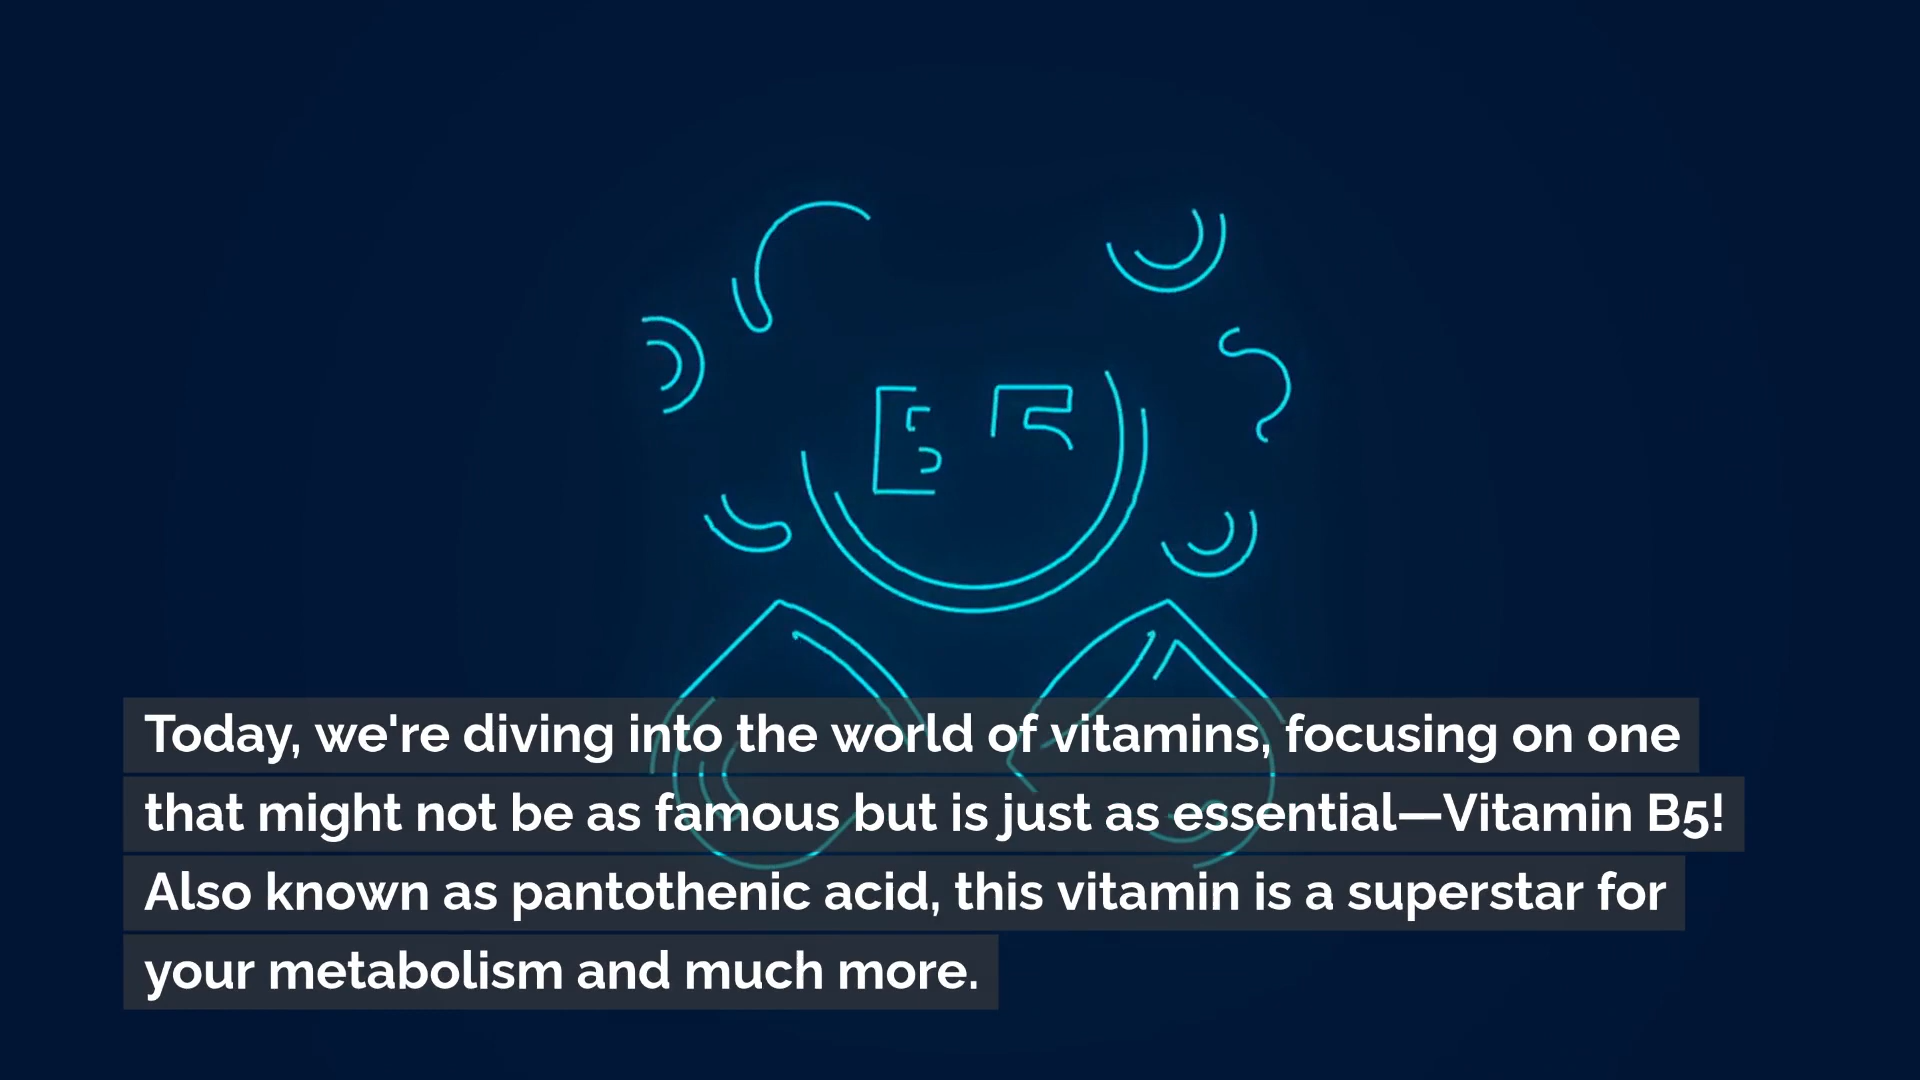 Today, we're diving into the world of vitamins, focusing on one
that might not be as famous but is just as essential—Vitamin B5!
Also known as pantothenic acid, this vitamin is a superstar for
your metabolism and much more.